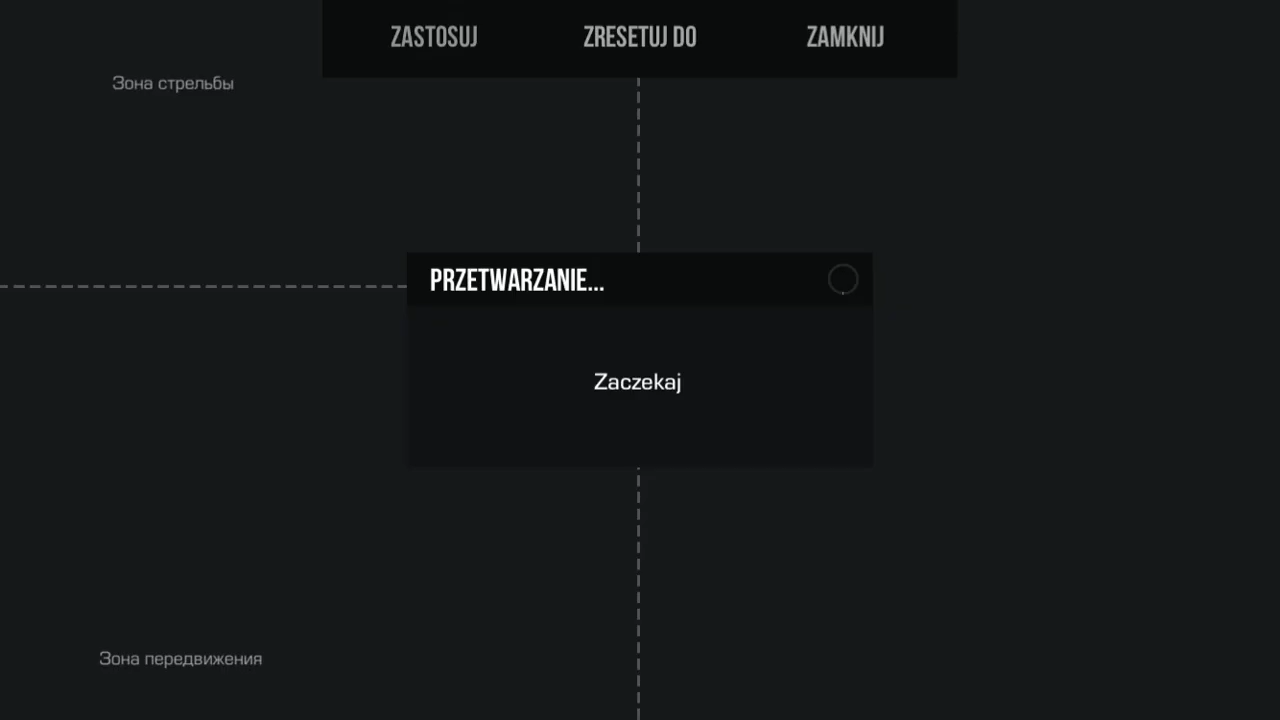 ZASTOSUJ ZRESETUJ DO ZAMKNIJ
Зона стрельбы
PRZETWARZANIE...
Zaczekaj
Зона передвижения